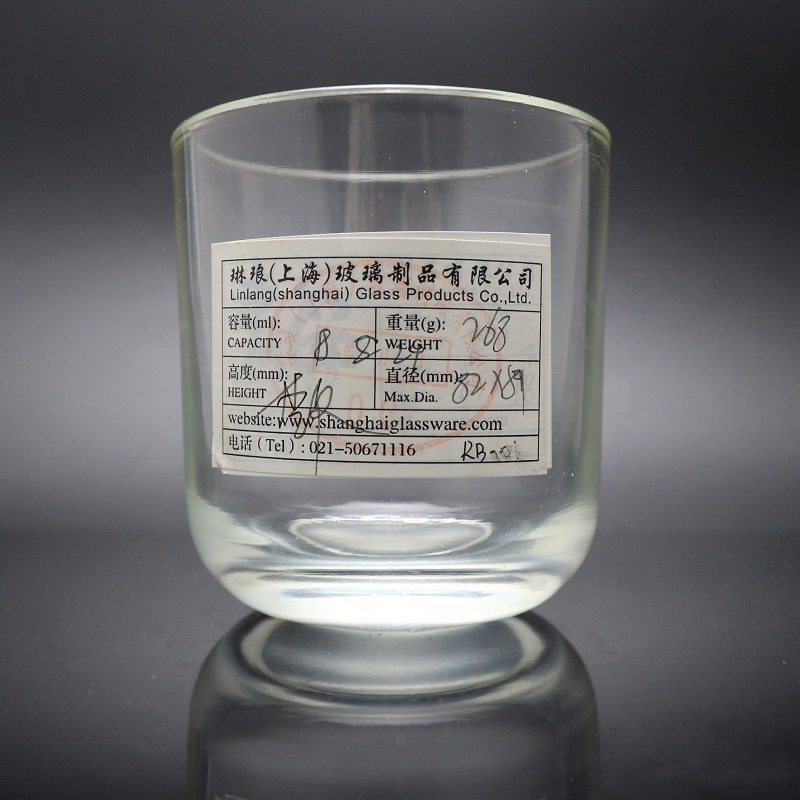 琳琅(上海)玻璃制品有限公司
Linlang(shanghai) Glass Products Co.,Ltd.
容量(ml):
CAPACITY
重量(g): 268
WEIGHT
高度(mm):
HEIGHT
直径(mm): 82X89
Max.Dia.
website:www.shanghaiglassware.com
电话（Tel）: 021-50671116